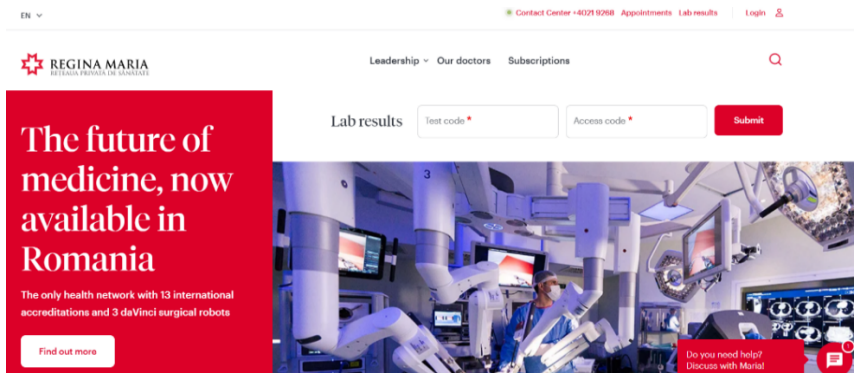 EN
Contact Center +4021 9268 Appointments Lab results Login
REGINA MARIA
REȚEAUA PRIVATĂ DE SĂNĂTATE
Leadership Our doctors Subscriptions
Lab results Test code * Access code * Submit
The future of
medicine, now
available in
Romania
The only health network with 13 international
accreditations and 3 daVinci surgical robots
Find out more
3
Do you need help?
Discuss with Maria!
1